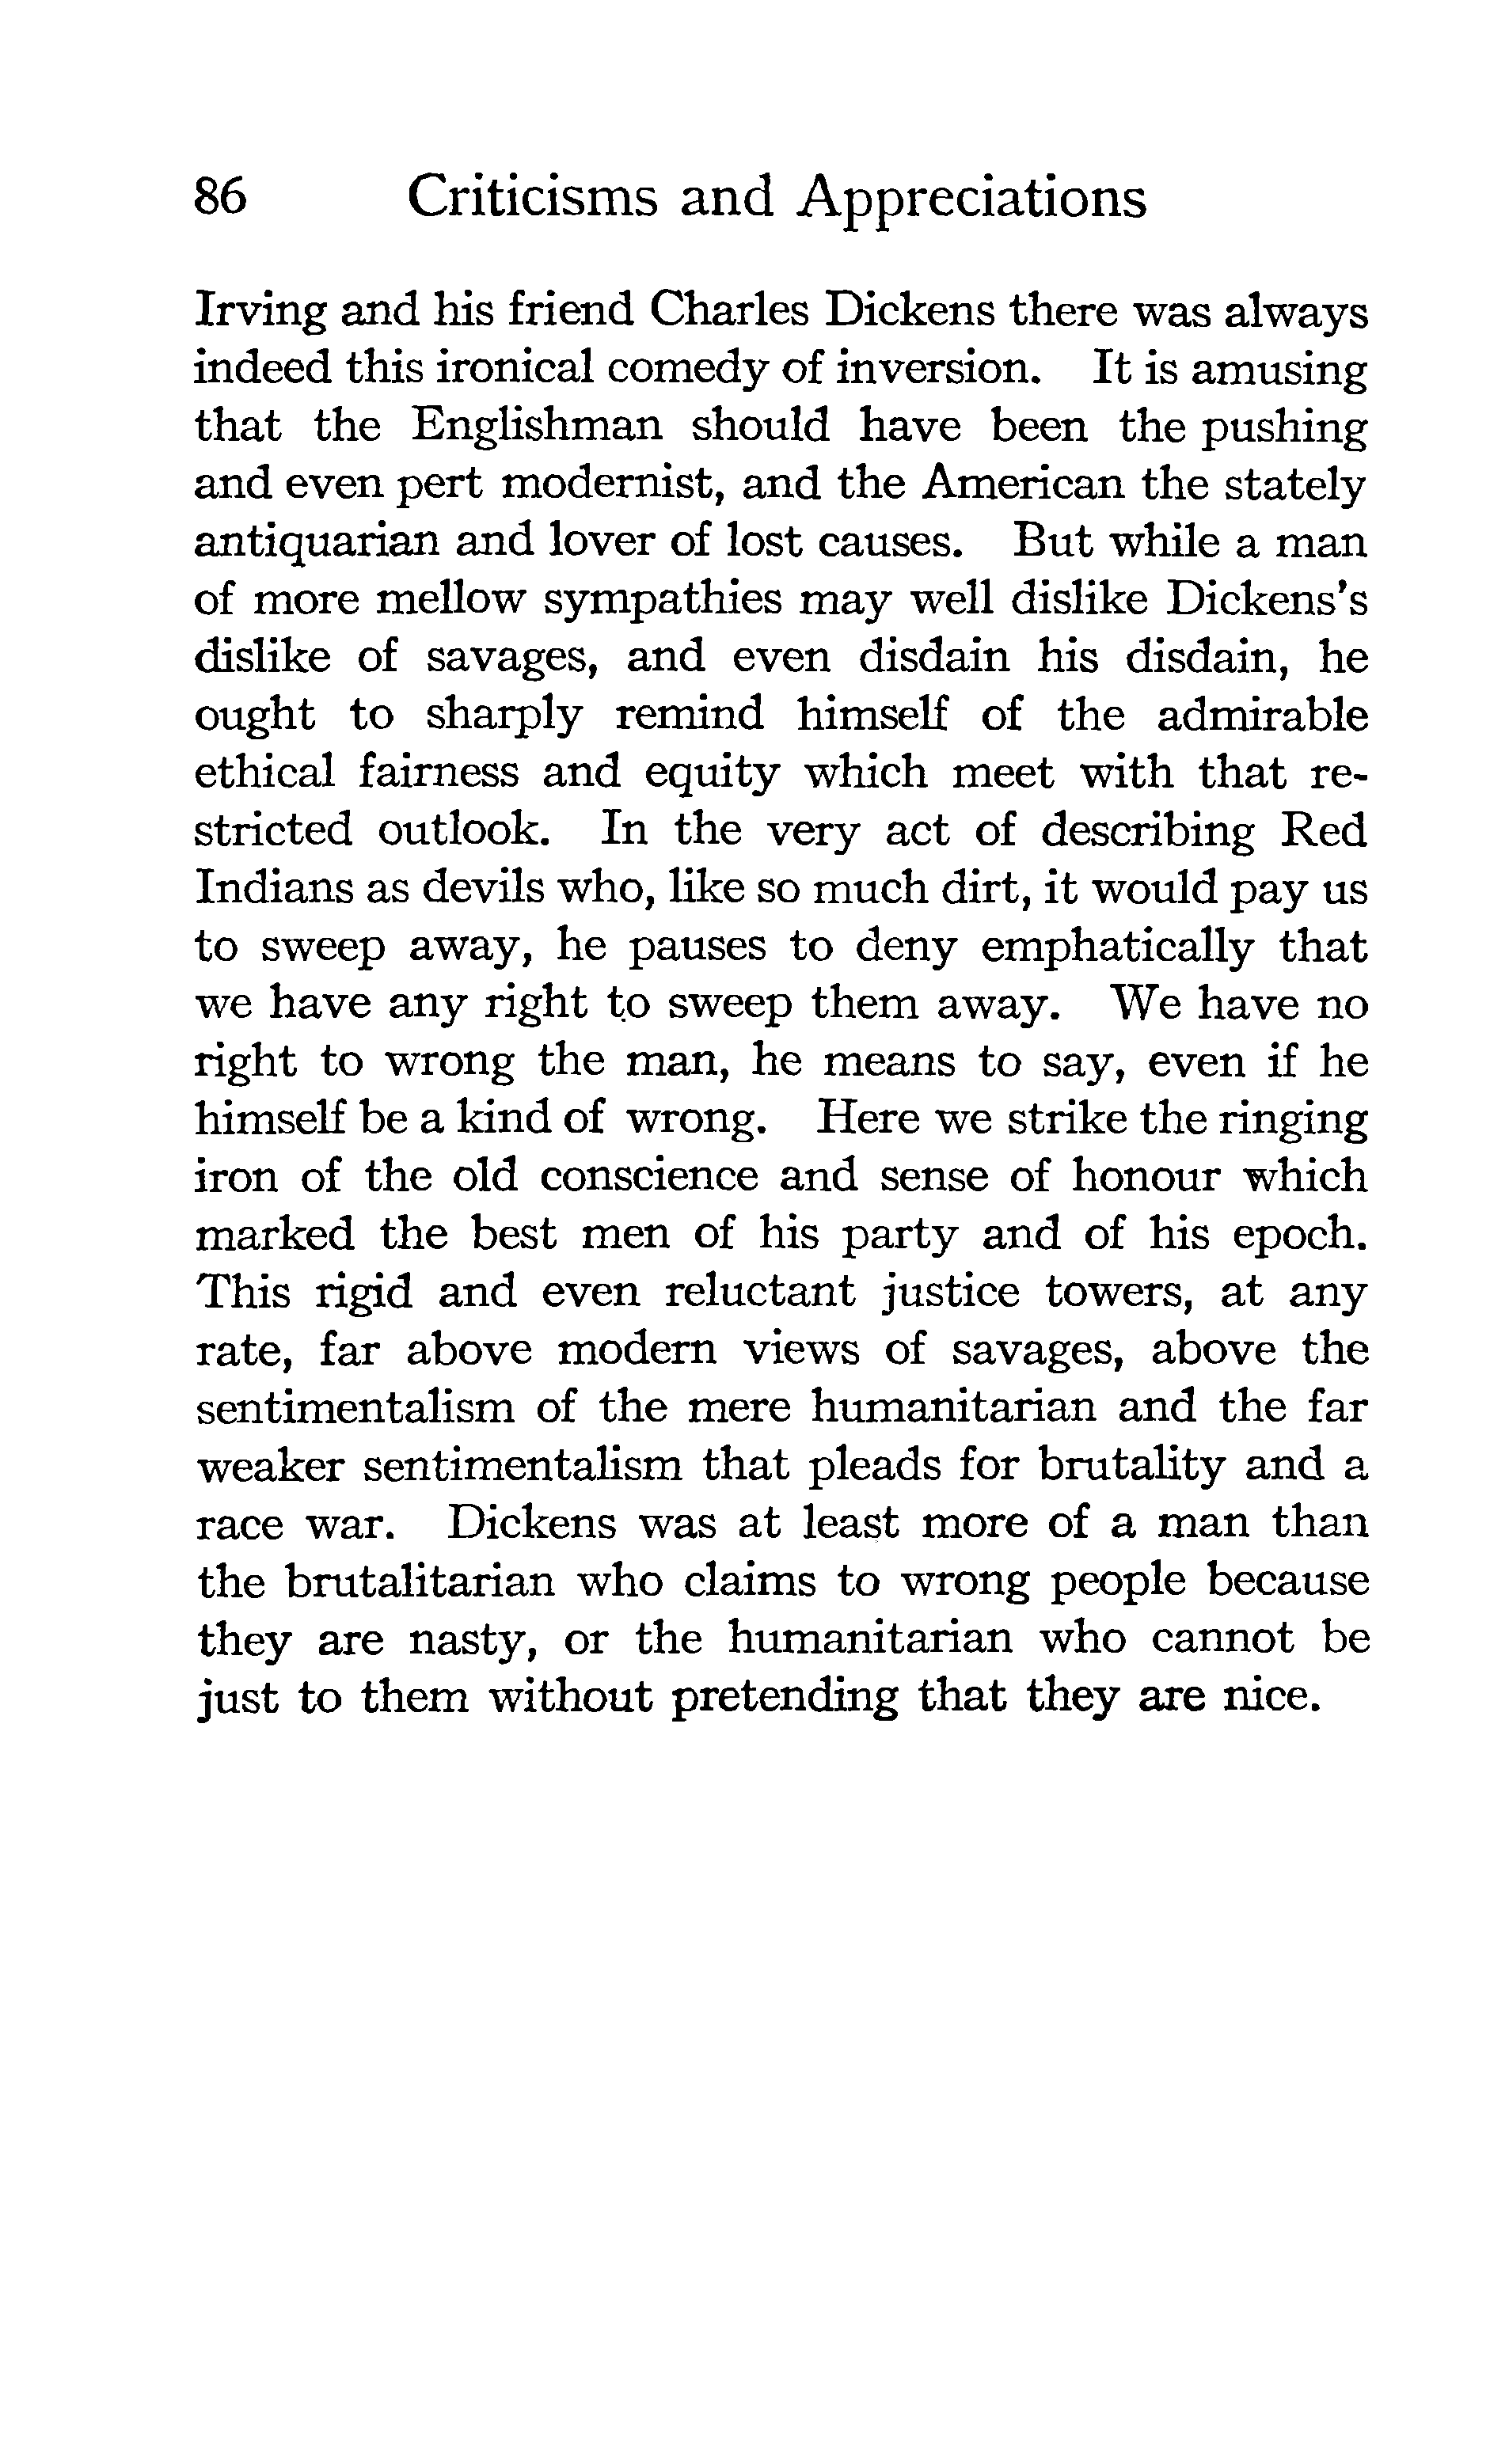 86 Criticisms and Appreciations
Irving and his friend Charles Dickens there was always
indeed this ironical comedy of inversion. It is amusing
that the Englishman should have been the pushing
and even pert modernist, and the American the stately
antiquarian and lover of lost causes. But while a man
of more mellow sympathies may well dislike Dickens's
dislike of savages, and even disdain his disdain, he
ought to sharply remind himself of the admirable
ethical fairness and equity which meet with that re-
stricted outlook. In the very act of describing Red
Indians as devils who, like so much dirt, it would pay us
to sweep away, he pauses to deny emphatically that
we have any right to sweep them away. We have no
right to wrong the man, he means to say, even if he
himself be a kind of wrong. Here we strike the ringing
iron of the old conscience and sense of honour which
marked the best men of his party and of his epoch.
This rigid and even reluctant justice towers, at any
rate, far above modern views of savages, above the
sentimentalism of the mere humanitarian and the far
weaker sentimentalism that pleads for brutality and a
race war. Dickens was at least more of a man than
the brutalitarian who claims to wrong people because
they are nasty, or the humanitarian who cannot be
just to them without pretending that they are nice.